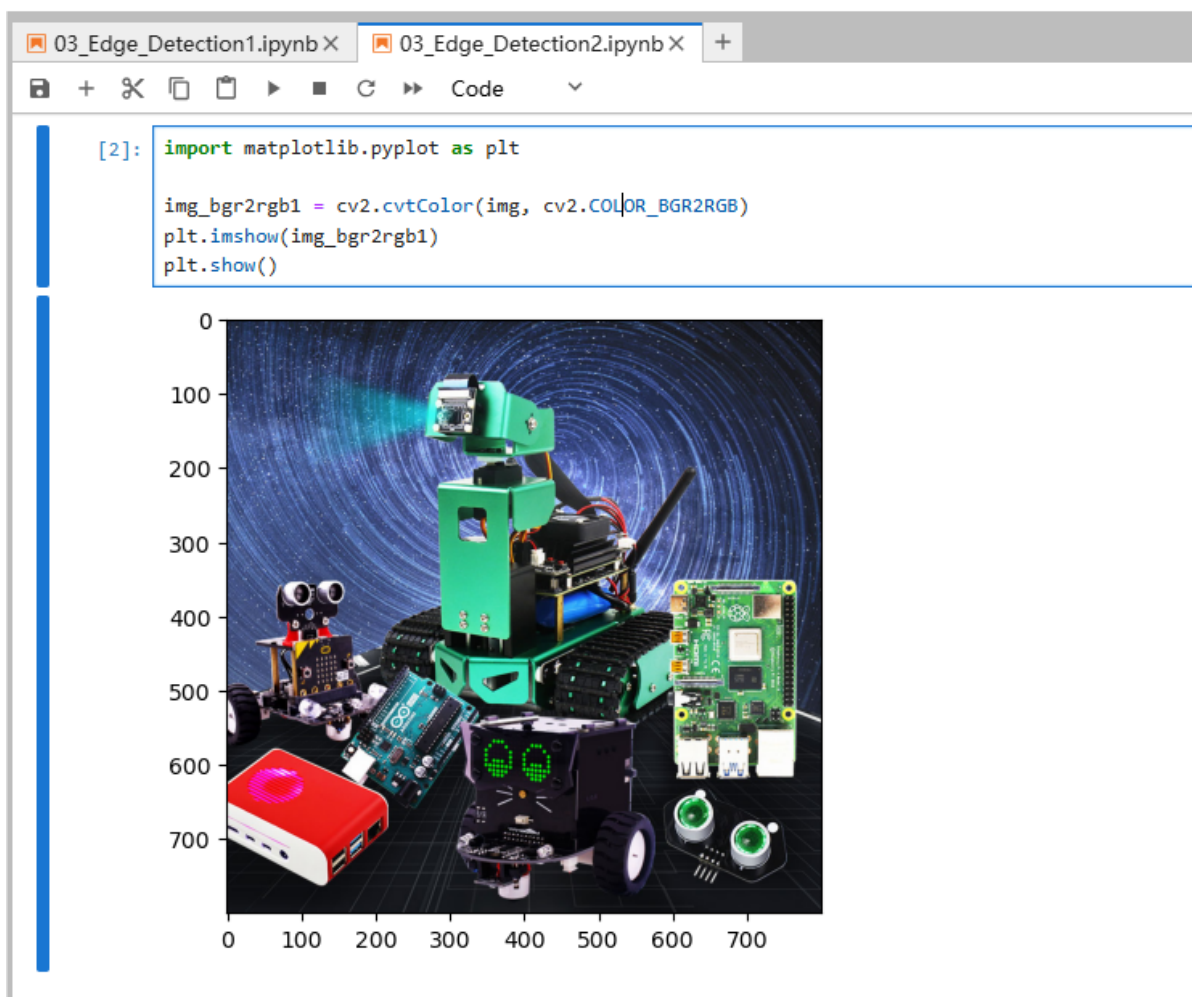 03_Edge_Detection1.ipynb
03_Edge_Detection2.ipynb
Code
[2]:
import matplotlib.pyplot as plt
img_bgr2rgb1 = cv2.cvtColor(img, cv2.COLOR_BGR2RGB)
plt.imshow(img_bgr2rgb1)
plt.show()
0
100
200
300
400
500
600
700
HDMI
0 100 200 300 400 500 600 700